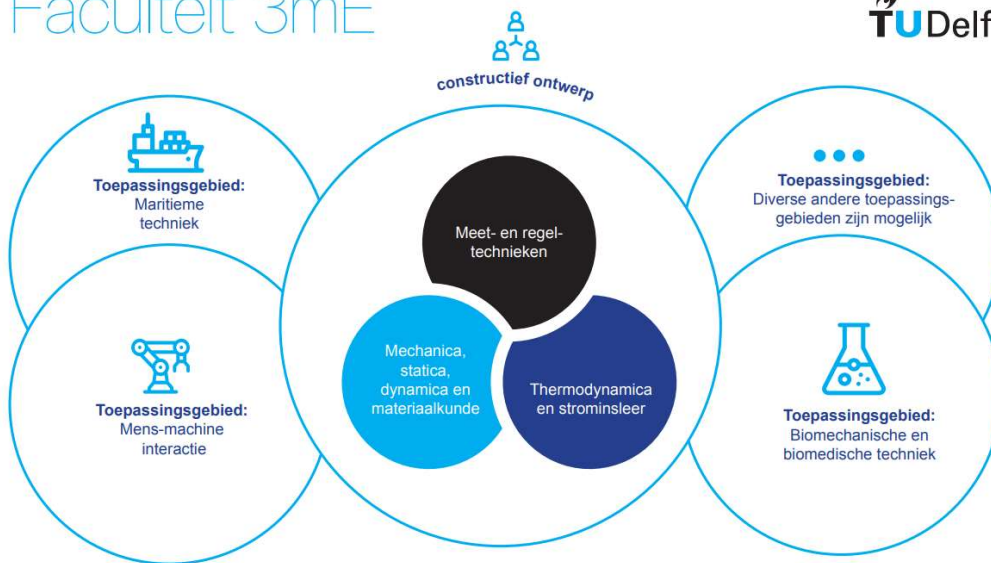 Faculteit 3mE
TUDelf
constructief ontwerp
Toepassingsgebied:
Maritieme
techniek
Toepassingsgebied:
Diverse andere toepassings-
gebieden zijn mogelijk
Meet- en regel-
technieken
Mechanica,
statica,
dynamica en
materiaalkunde
Thermodynamica
en strominsleer
Toepassingsgebied:
Mens-machine
interactie
Toepassingsgebied:
Biomechanische en
biomedische techniek